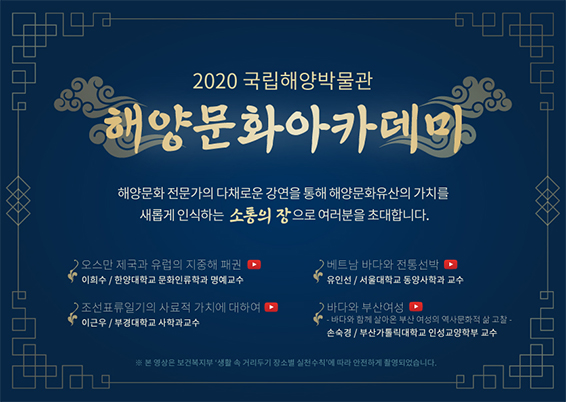 2020 국립해양박물관
해양문화아카데미
해양문화 전문가의 다채로운 강연을 통해 해양문화유산의 가치를
새롭게 인식하는 소통의 장으로 여러분을 초대합니다.
오스만 제국과 유럽의 지중해 패권
이희수 / 한양대학교 문화인류학과 명예교수
베트남 바다와 전통선박
유인선 / 서울대학교 동양사학과 교수
조선표류일기의 사료적 가치에 대하여
이근우 / 부경대학교 사학과교수
바다와 부산여성
- 바다와 함께 살아온 부산 여성의 역사문화적 삶 고찰 -
손숙경 / 부산가톨릭대학교 인성교양학부 교수
※ 본 영상은 보건복지부 '생활 속 거리두기 장소별 실천수칙'에 따라 안전하게 촬영되었습니다.